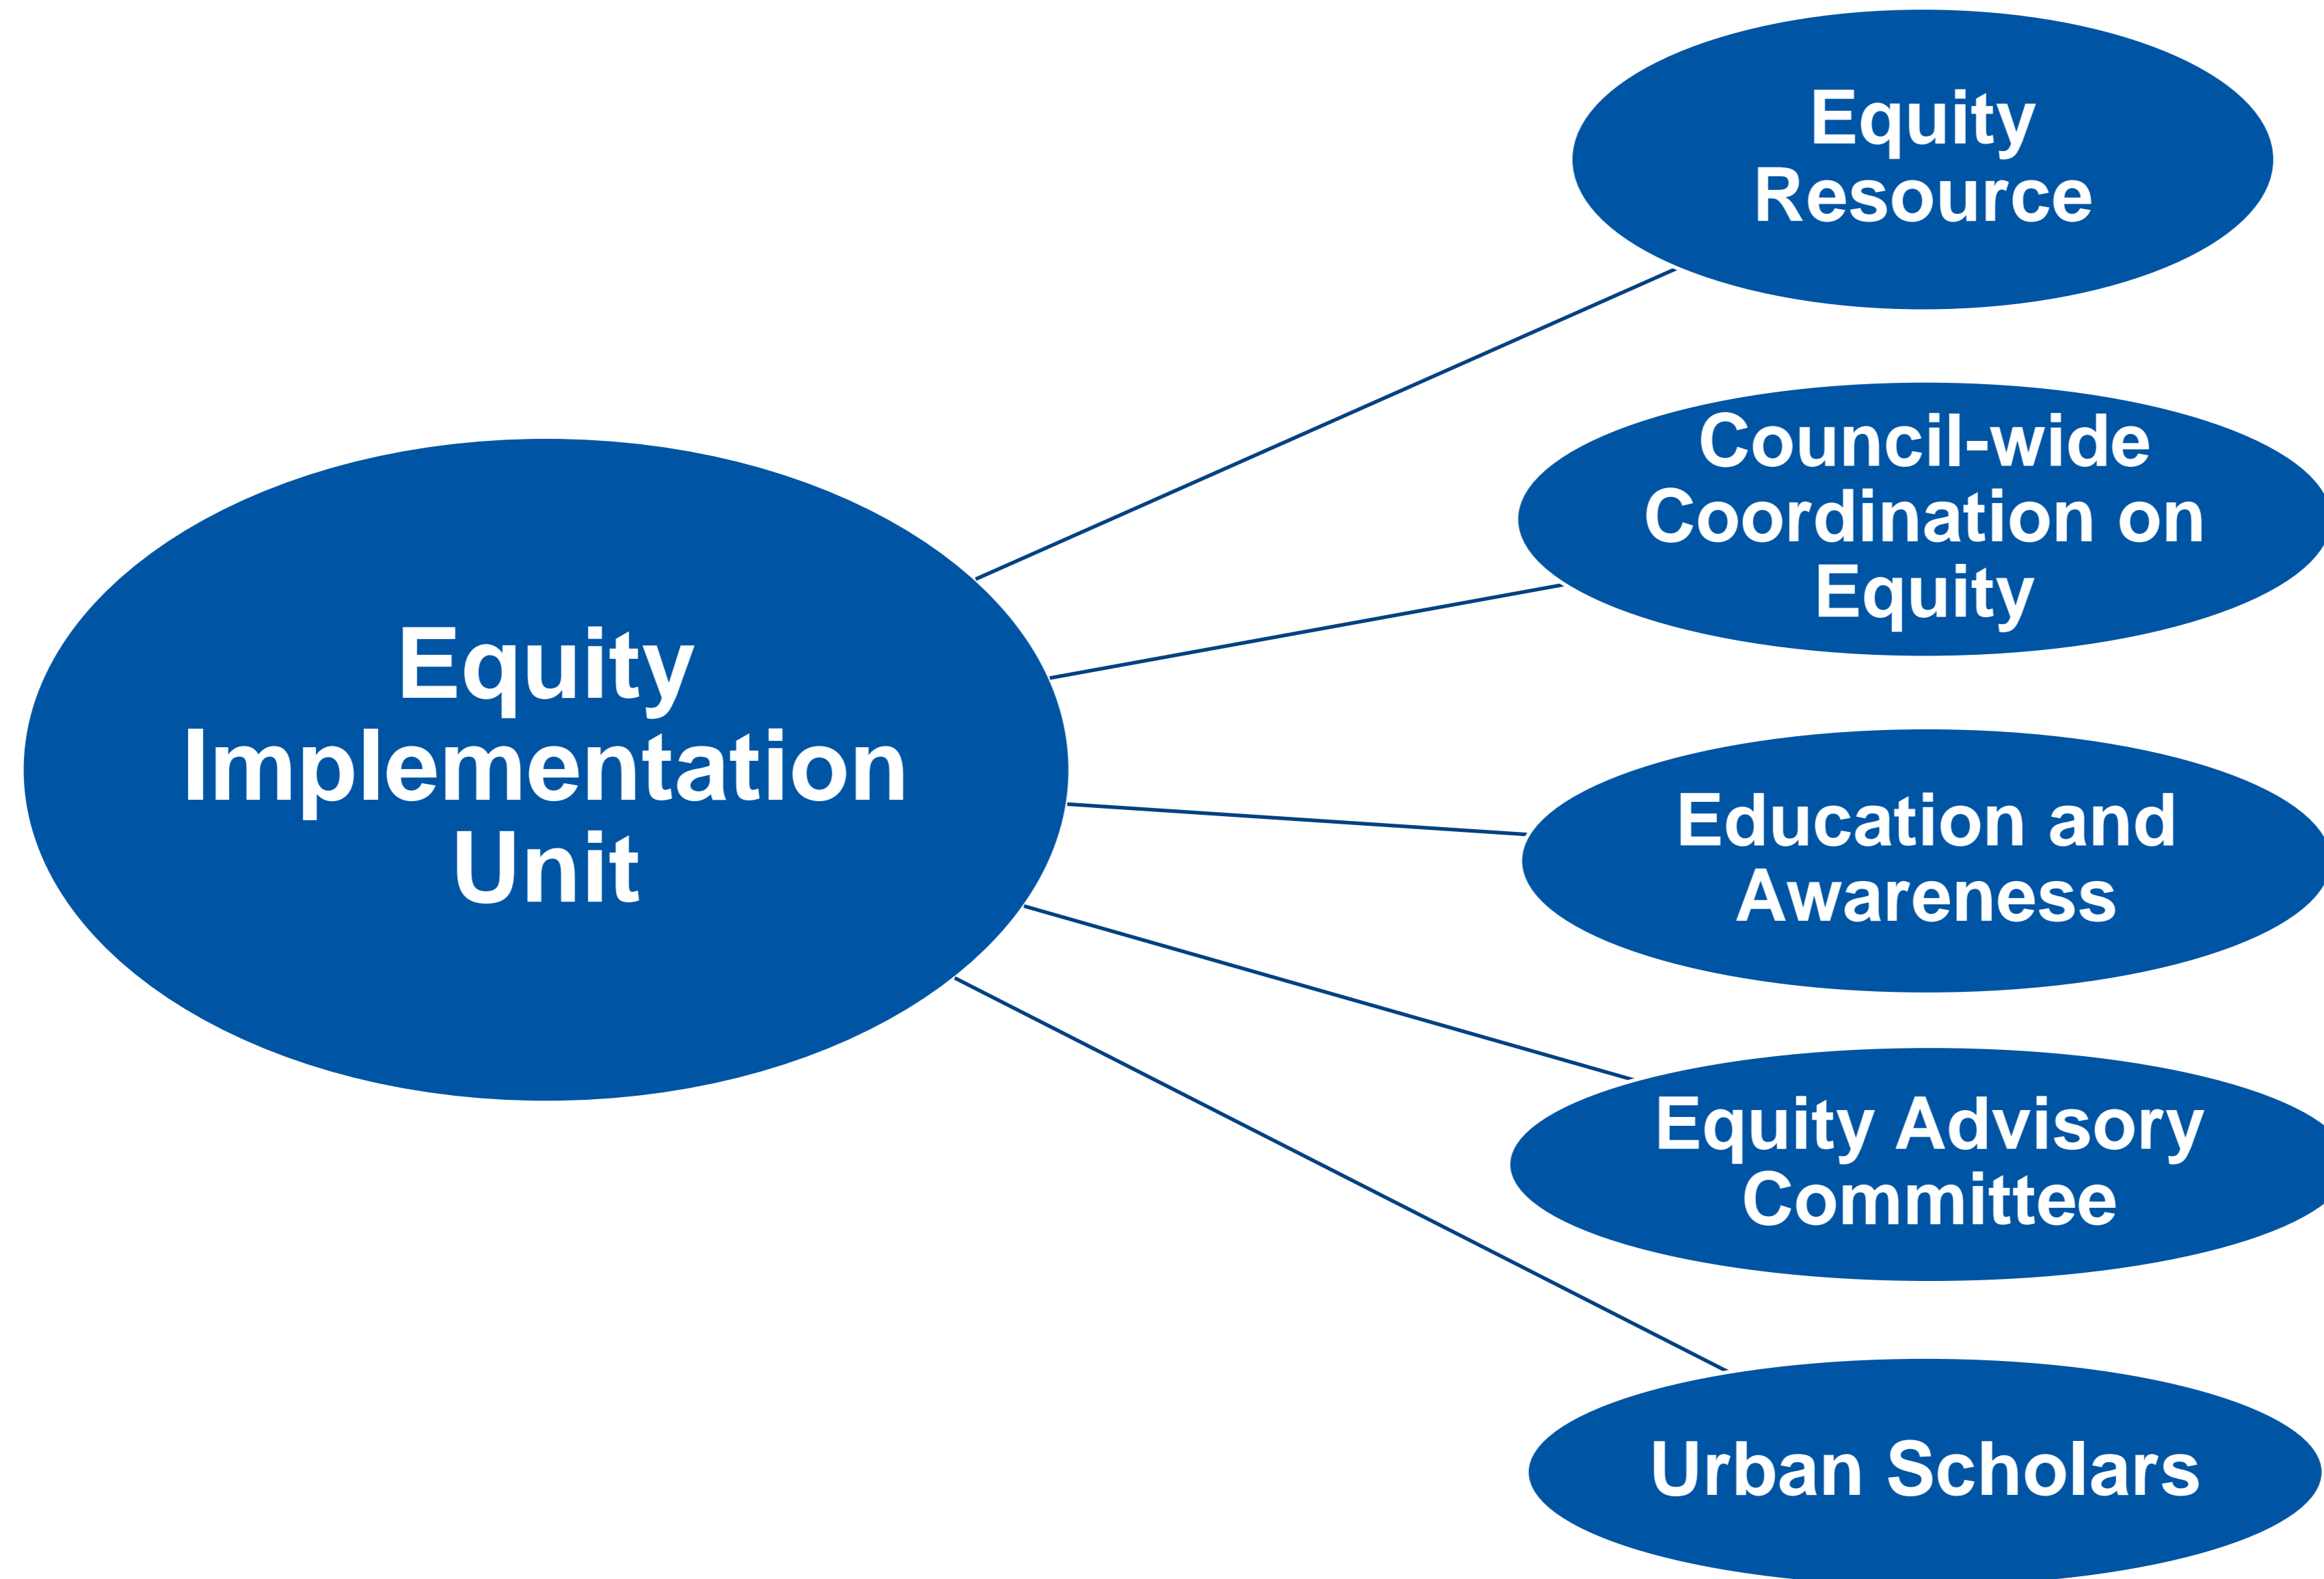 Equity
Implementation
Unit
Equity
Resource
Council-wide
Coordination on
Equity
Education and
Awareness
Equity Advisory
Committee
Urban Scholars